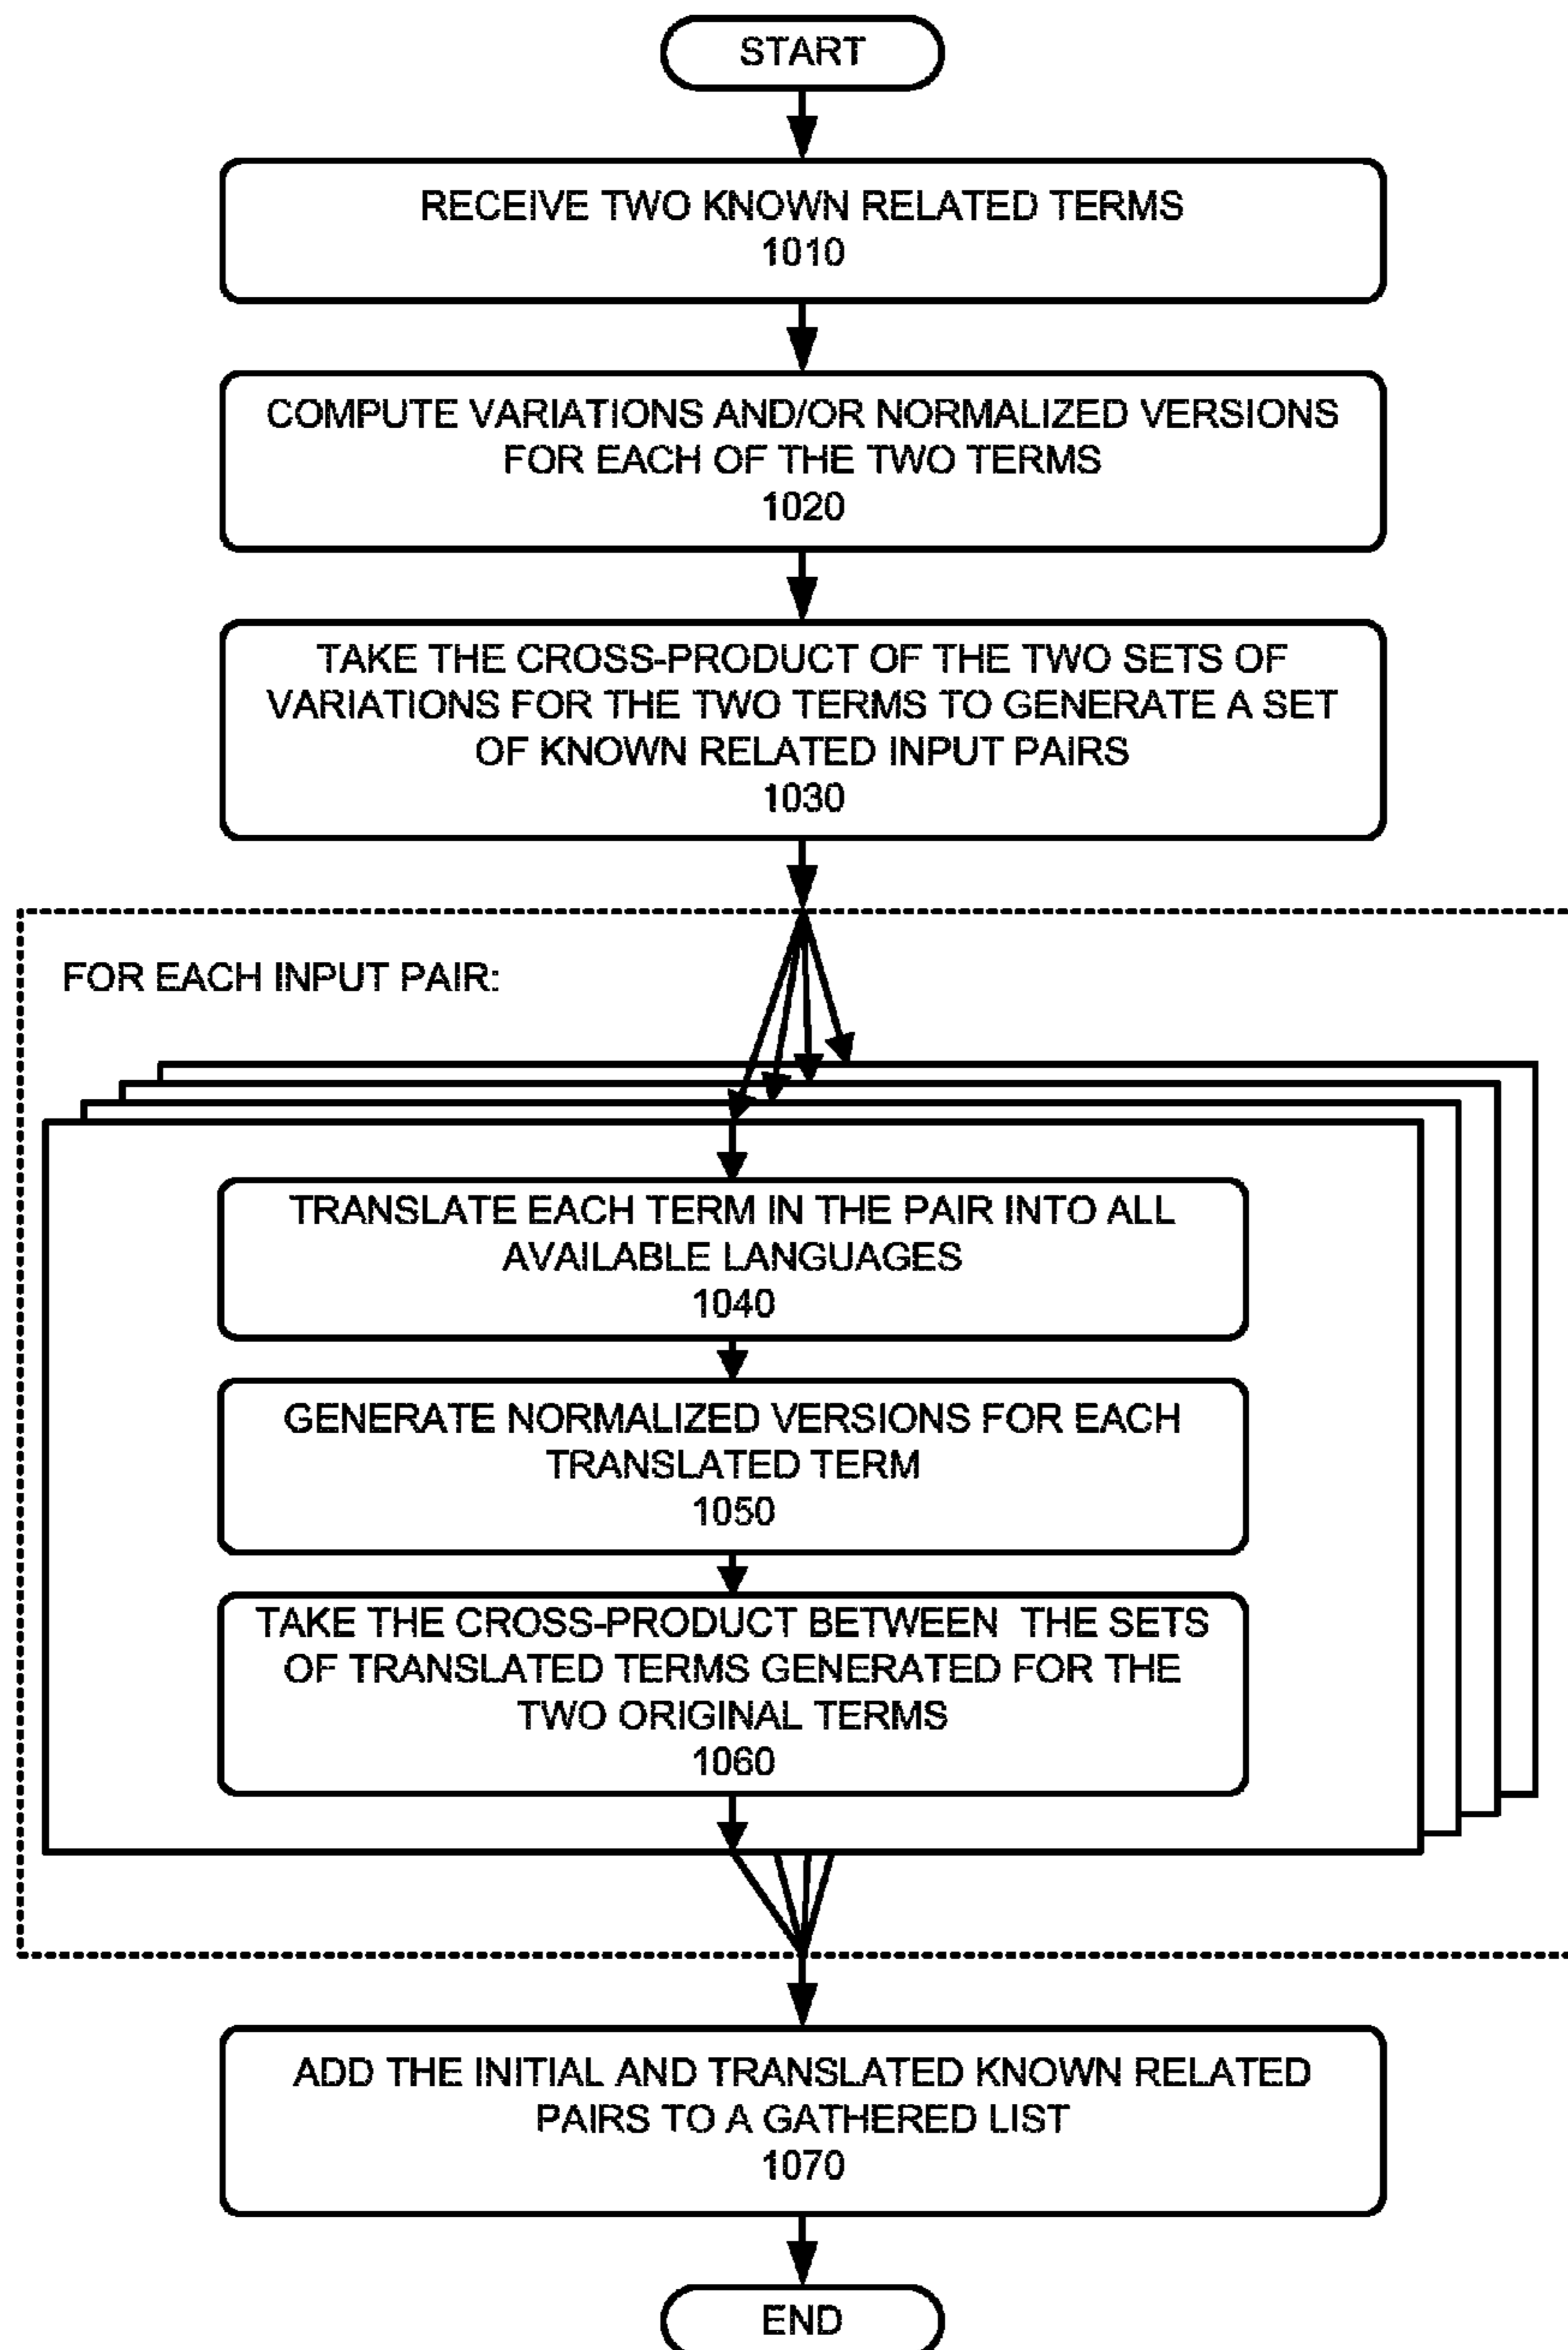 START
RECEIVE TWO KNOWN RELATED TERMS
1010
COMPUTE VARIATIONS AND/OR NORMALIZED VERSIONS
FOR EACH OF THE TWO TERMS
1020
TAKE THE CROSS-PRODUCT OF THE TWO SETS OF
VARIATIONS FOR THE TWO TERMS TO GENERATE A SET
OF KNOWN RELATED INPUT PAIRS
1030
FOR EACH INPUT PAIR:
TRANSLATE EACH TERM IN THE PAIR INTO ALL
AVAILABLE LANGUAGES
1040
GENERATE NORMALIZED VERSIONS FOR EACH
TRANSLATED TERM
1050
TAKE THE CROSS-PRODUCT BETWEEN THE SETS
OF TRANSLATED TERMS GENERATED FOR THE
TWO ORIGINAL TERMS
1060
ADD THE INITIAL AND TRANSLATED KNOWN RELATED
PAIRS TO A GATHERED LIST
1070
END